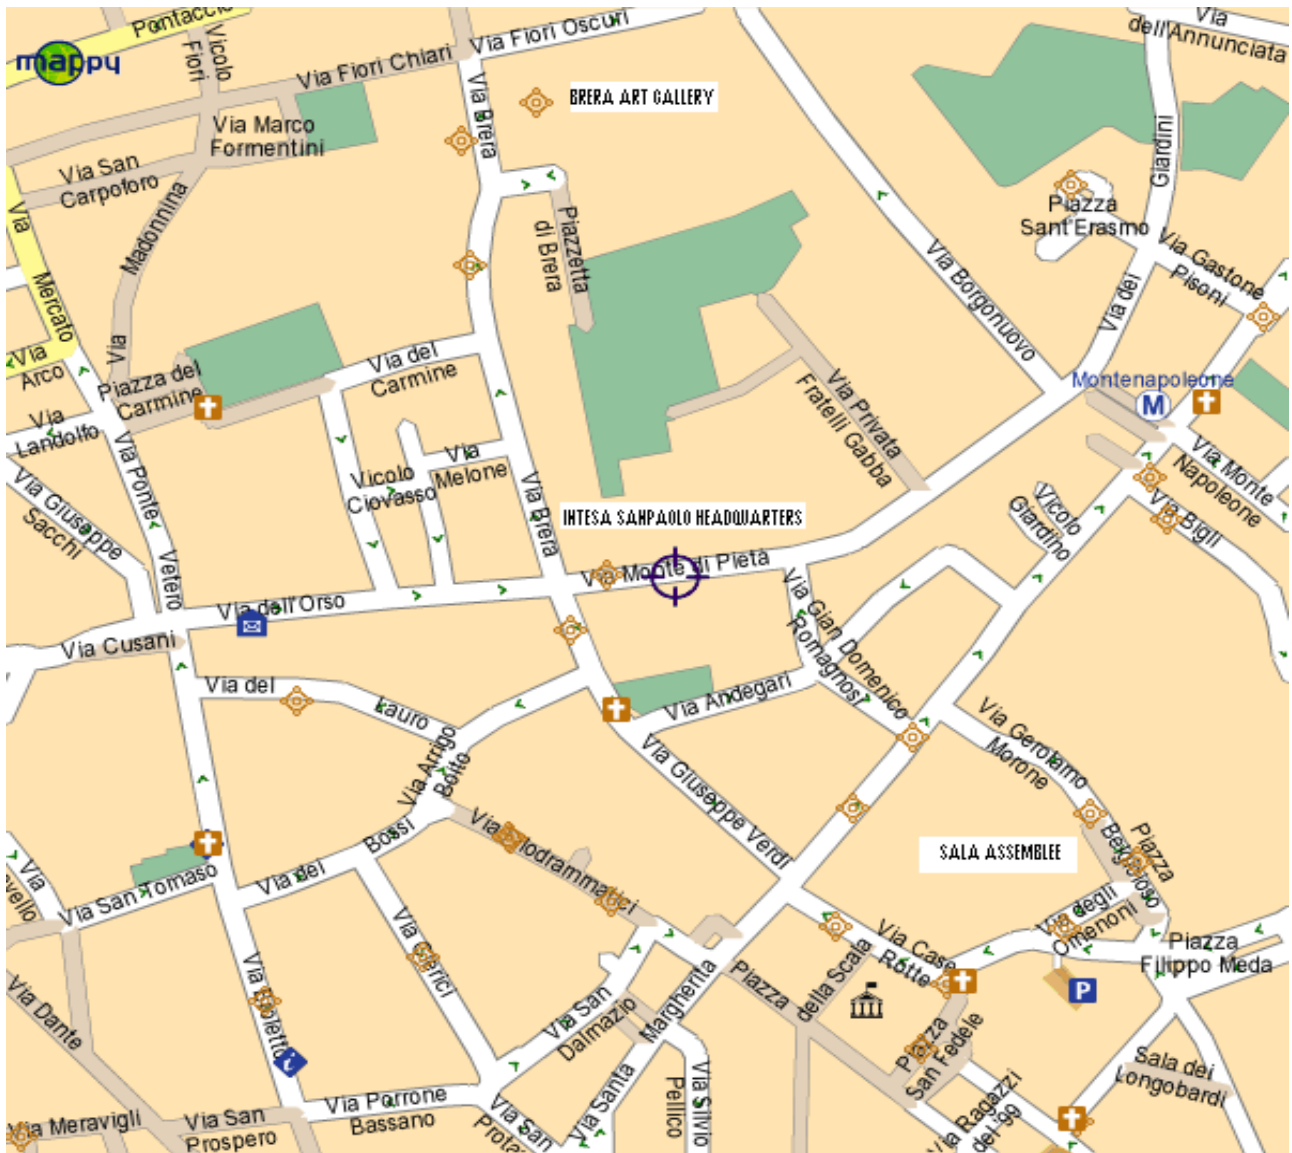 Pontaccio
Via
dell'Annunciata
mappy
Vicolo
Fiori
Via Fiori Chiari
Via Fiori Oscuri
BRERA ART GALLERY
Via Brera
Via Marco
Formentini
Via San
Carpoforo
Giardini
Piazza
Sant'Erasmo
Via
Madonnina
Piazzetta
di Brera
Via Gastone
Pisoni
Via Borgonuovo
Via dei
Mercato
Via
Via
Arco
Piazza del
Carmine
Via del
Carmine
Montenapoleone
M
Via Privata
Fratelli Gabba
Via
Landolfo
Via Ponte
Vetero
Via
Melone
Vicolo
Ciovasso
Via Monte
Napoleone
Via Giuseppe
Sacchi
Via Brera
INTESA SANPAOLO HEADQUARTERS
Vicolo
Giardino
Via Bigli
Via Monte di Pietà
Via dell'Orso
Via Cusani
Via Gian Domenico
Romagnosi
Via del
Lauro
Via Andegari
Via Gerolamo
Morone
Via Arrigo
Boito
Via Giuseppe Verdi
Via del
Bossi
SALA ASSEMBLEE
Piazza
Belgioioso
Via San Tomaso
Via
Via degli
Omenoni
Via Clerici
Via Case
Rotte
Piazza
Filippo Meda
Piazza
della Scala
P
Via Dante
Via San
Dalmazio
Via Santa
Margherita
Piazza
San Fedele
i
Sala dei
Longobardi
Via Meravigli
Via San
Prospero
Via Porrone
Bassano
Via San
Via Silvio
Pellico
Via Ragazzi
del '99